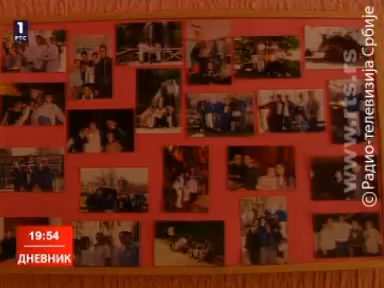 1
РТС
© Радио-телевизија Србије
www.rts.rs
19:54
ДНЕВНИК